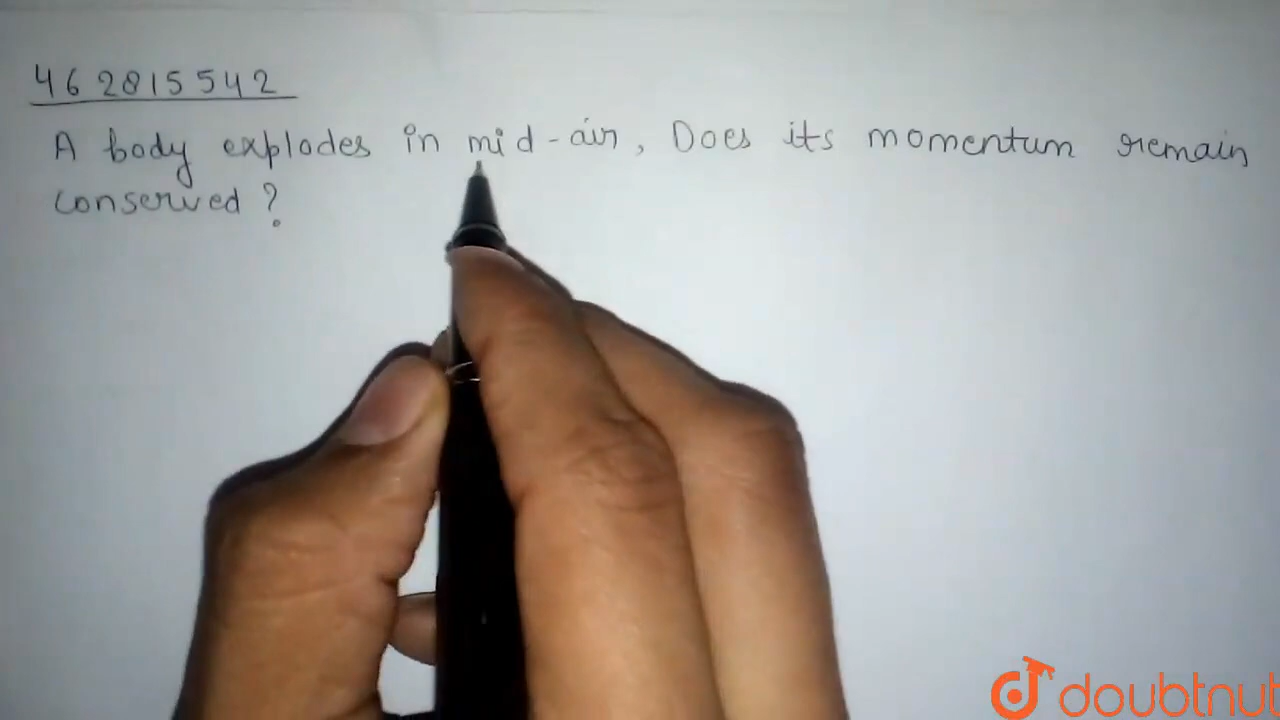 462815542
A body explodes in mid-air, Does its momentum remain
conserved?
doubtnut